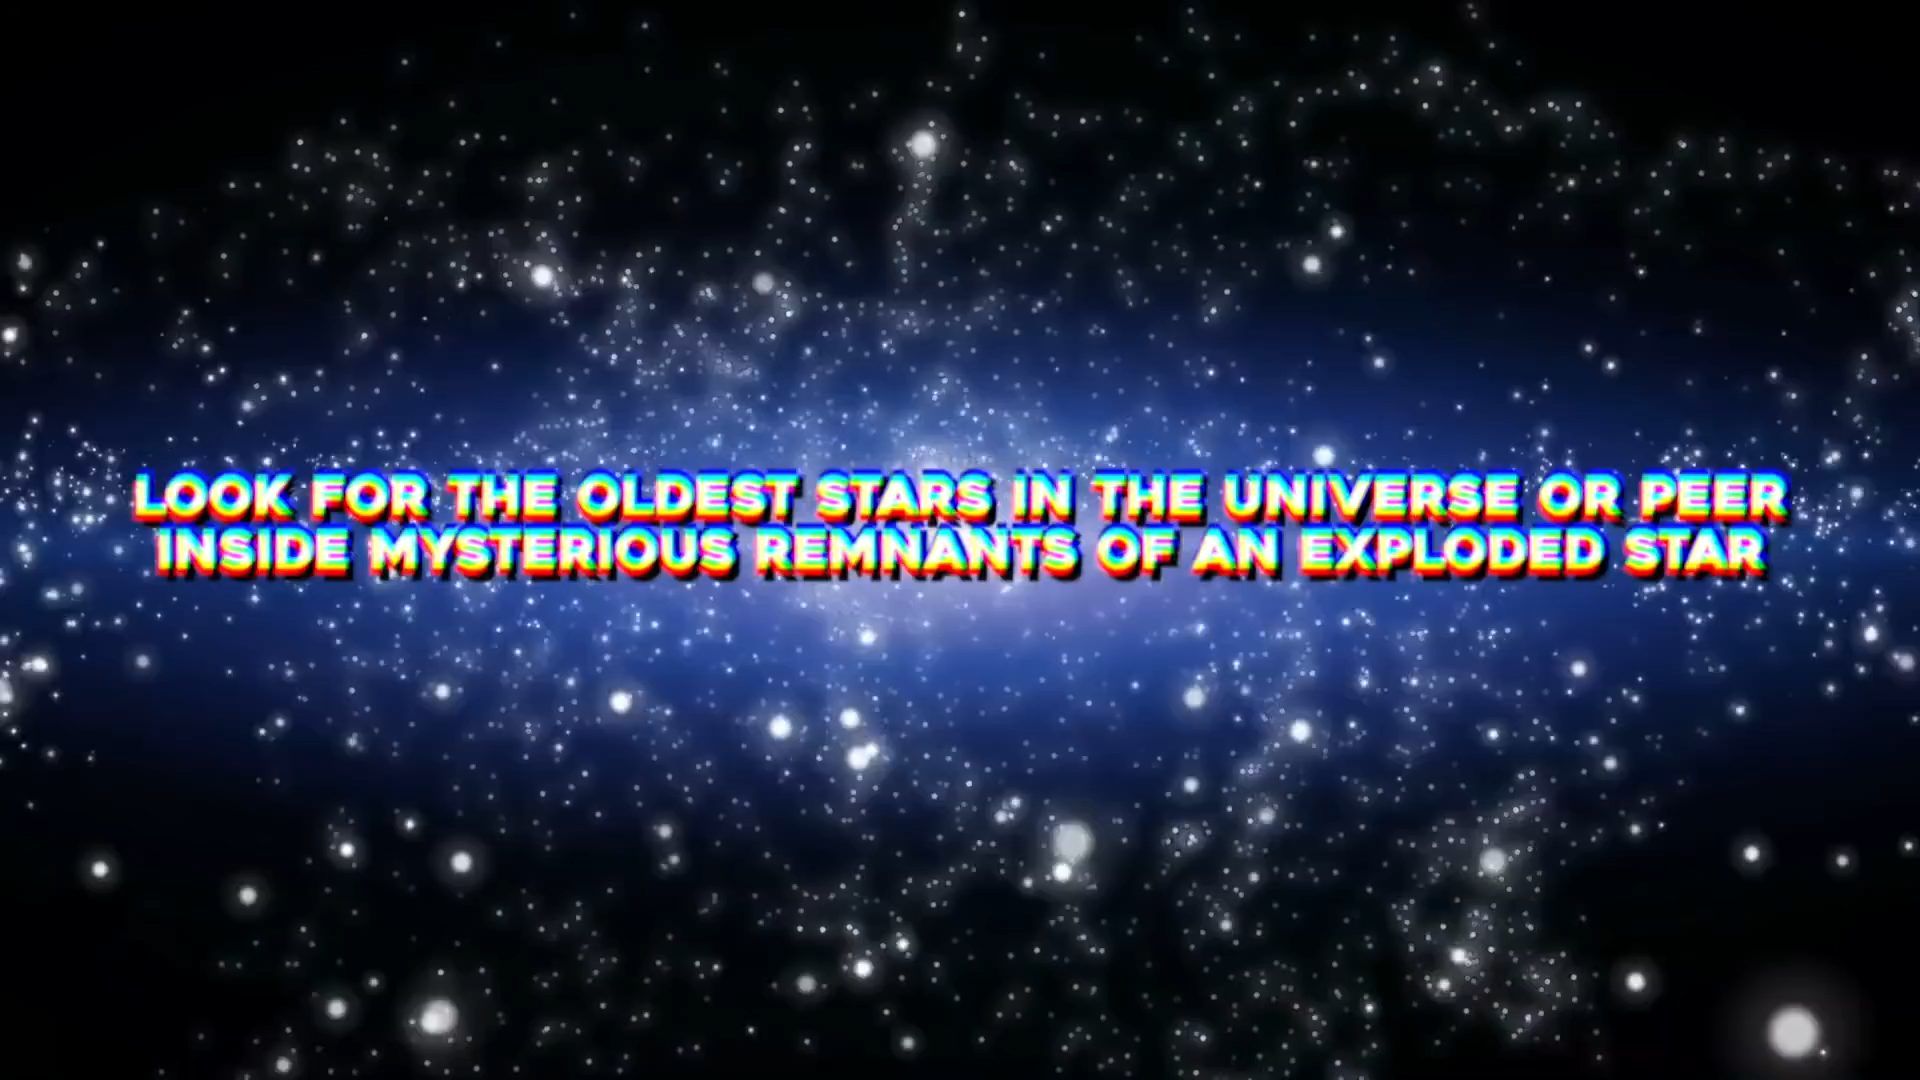 LOOK FOR THE OLDEST STARS IN THE UNIVERSE OR PEER
INSIDE MYSTERIOUS REMNANTS OF AN EXPLODED STAR